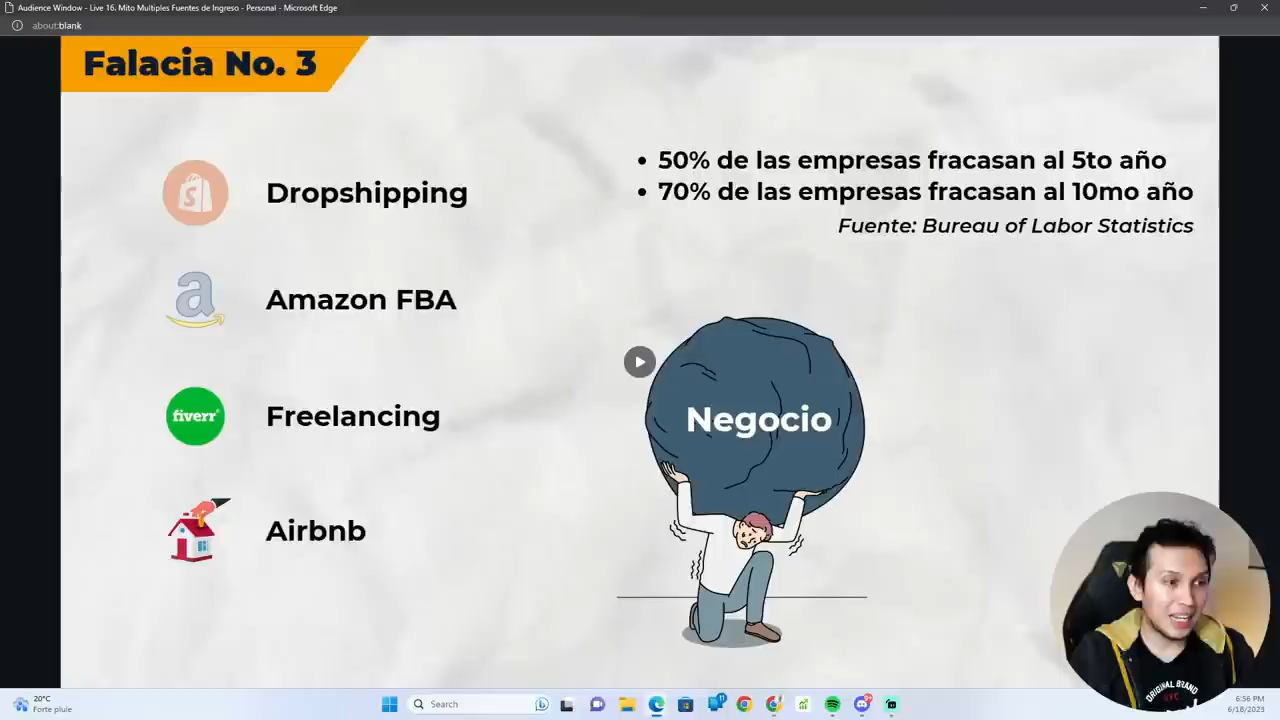 Audience Window - Live 16. Mito Multiples Fuentes de Ingreso - Personal - Microsoft Edge
about:blank
Falacia No. 3
Dropshipping
Amazon FBA
fiverr
Freelancing
Airbnb
• 50% de las empresas fracasan al 5to año
• 70% de las empresas fracasan al 10mo año
Fuente: Bureau of Labor Statistics
Negocio
ORIGINAL BRAND
20°C
Forte pluie
Search
6:56 PM
6/18/2023